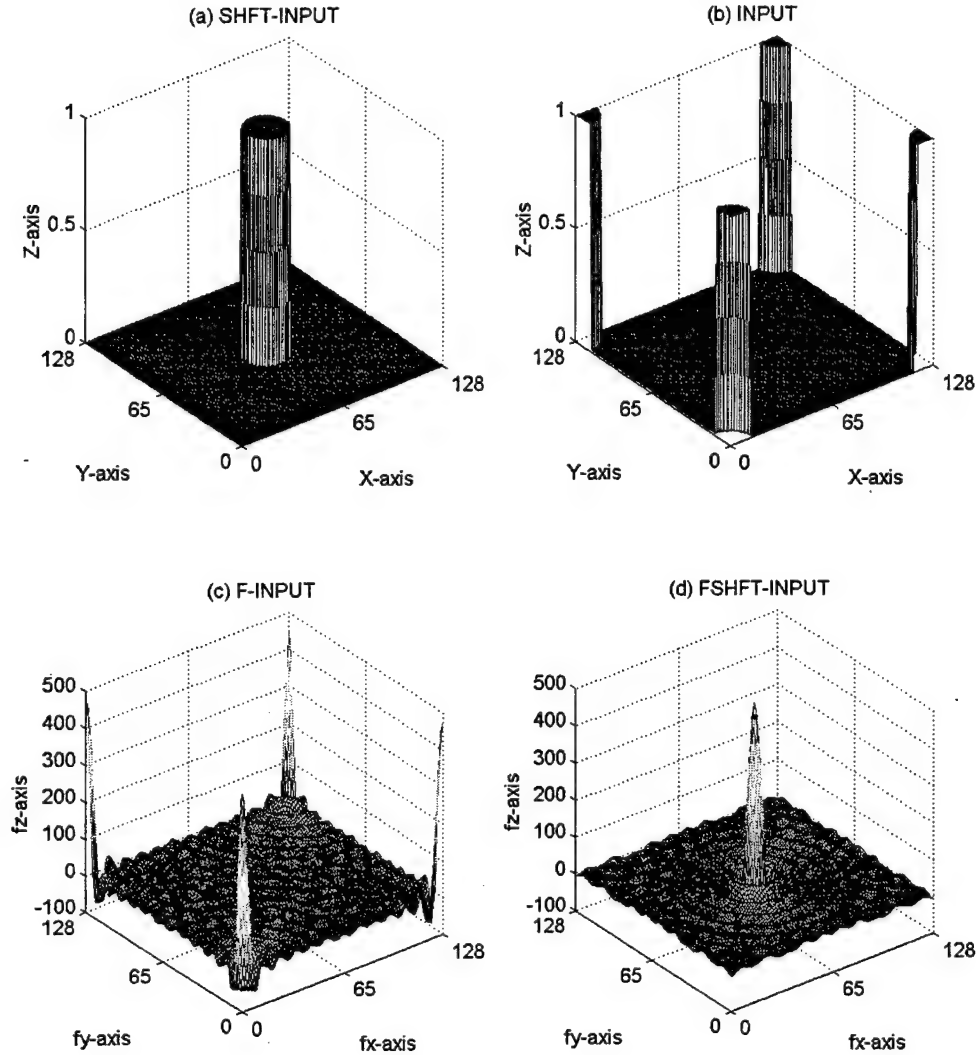 (a) SHFT-INPUT
(b) INPUT
1
0.5
0
Z-axis
128
65
0
Y-axis
0
65
128
X-axis
1
0.5
0
Z-axis
128
65
0
Y-axis
0
65
128
X-axis
(c) F-INPUT
(d) FSHFT-INPUT
500
400
300
200
100
0
-100
fz-axis
128
65
0
fy-axis
0
65
128
fx-axis
500
400
300
200
100
0
-100
fz-axis
128
65
0
fy-axis
0
65
128
fx-axis